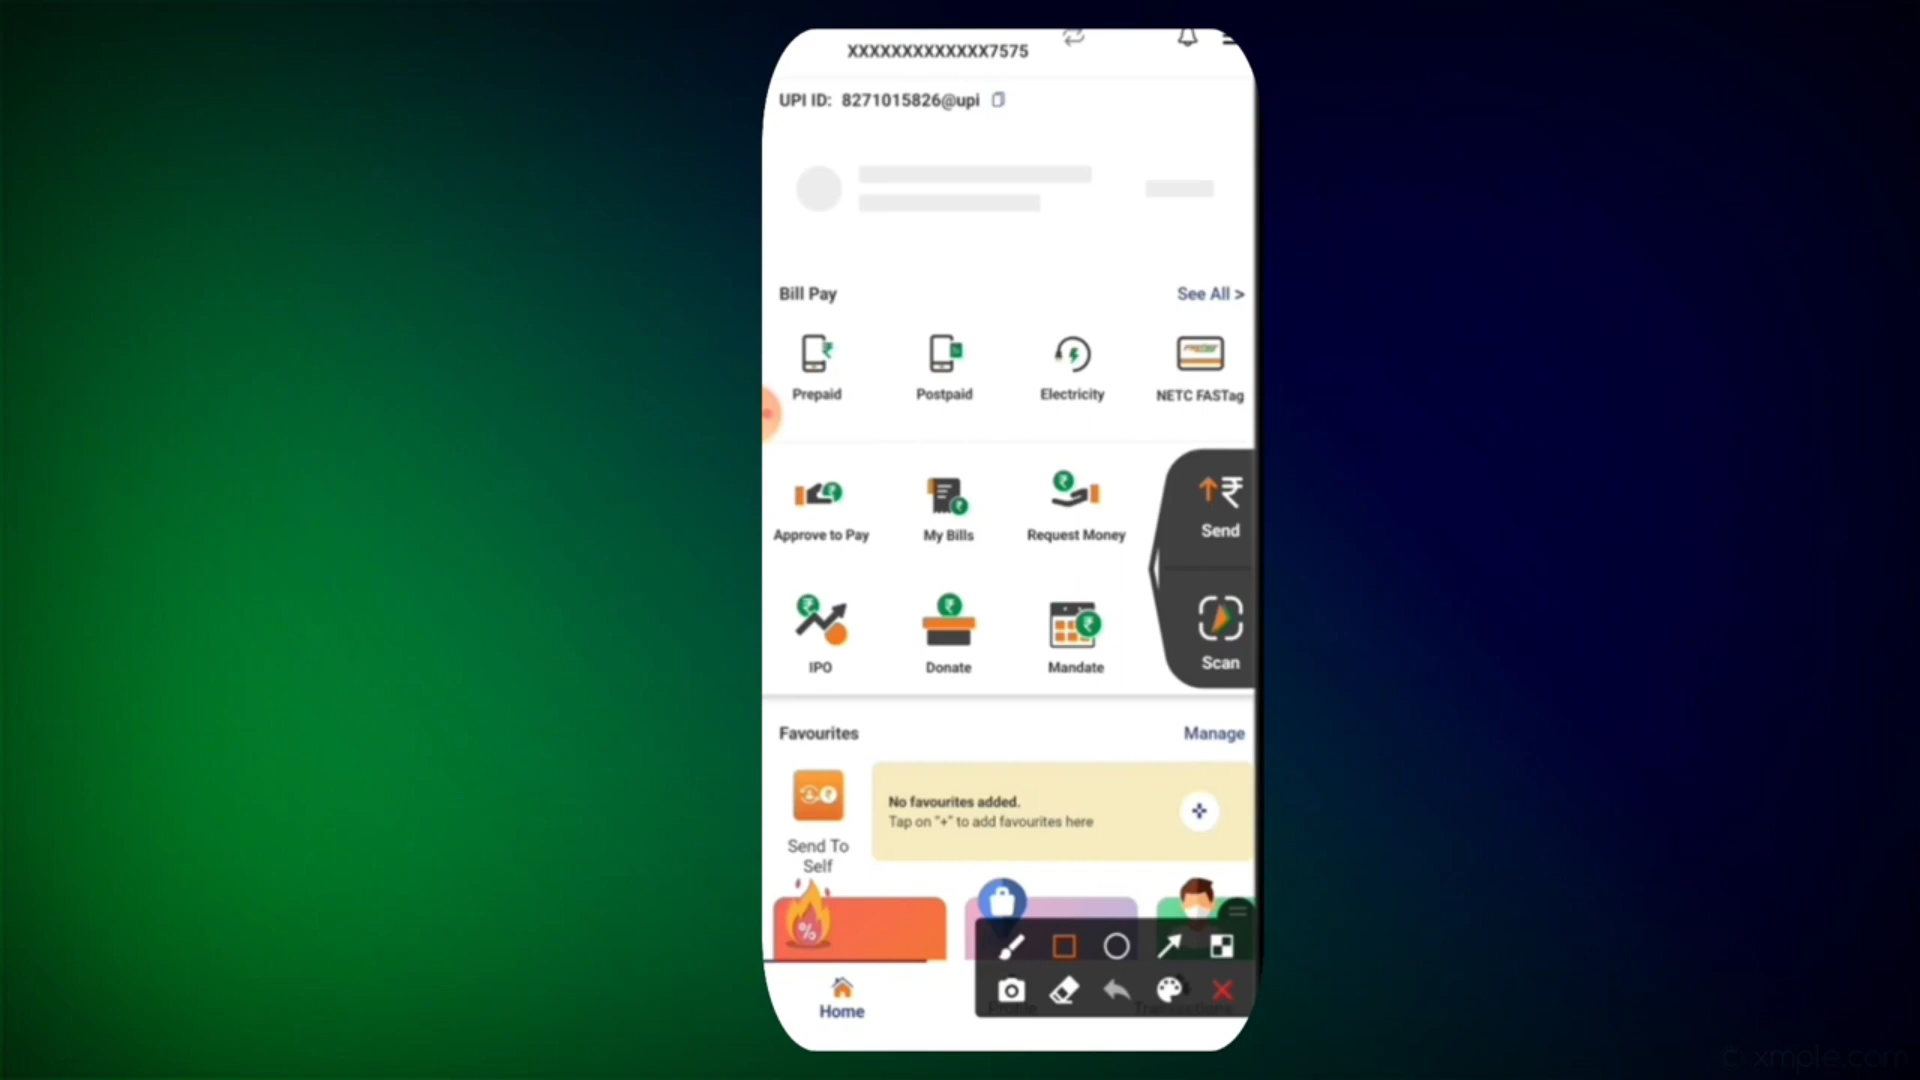 XXXXXXXXXXXXX7575
UPI ID: 8271015826@upi
Bill Pay
See All >
Prepaid
Postpaid
Electricity
NETC FASTag
Approve to Pay
My Bills
Request Money
Send
IPO
Donate
Mandate
Scan
Favourites
Manage
No favourites added.
Tap on "+" to add favourites here
Send To
Self
%
Home
xmple.com